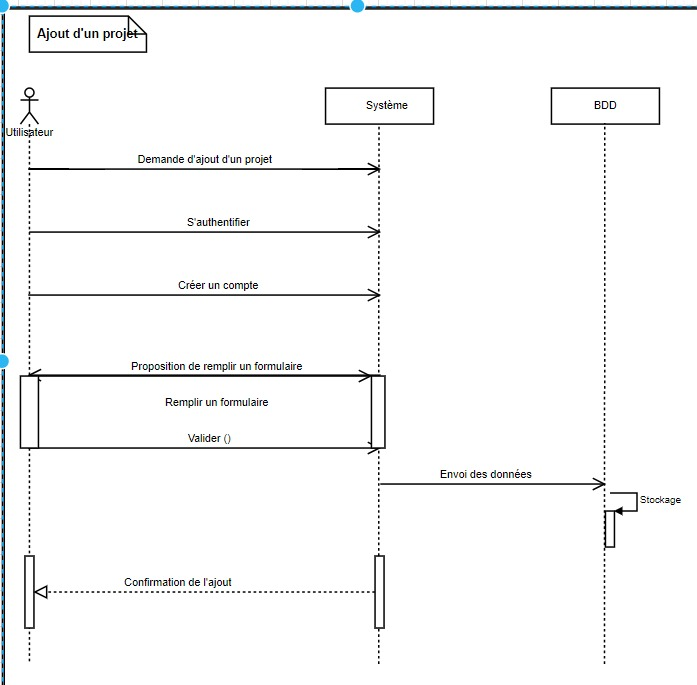 Ajout d'un projet
Système
BDD
Utilisateur
Demande d'ajout d'un projet
S'authentifier
Créer un compte
Proposition de remplir un formulaire
Remplir un formulaire
Valider ()
Envoi des données
Stockage
Confirmation de l'ajout